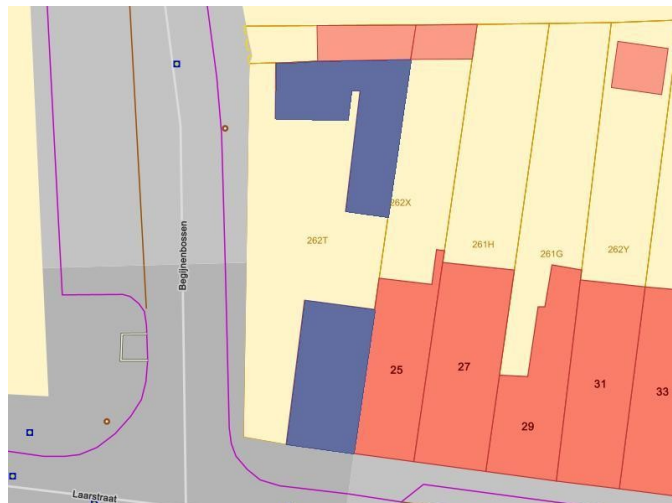 262X
262T
261H
261G
262Y
Begijnenbossen
25
27
29
31
33
Laarstraat